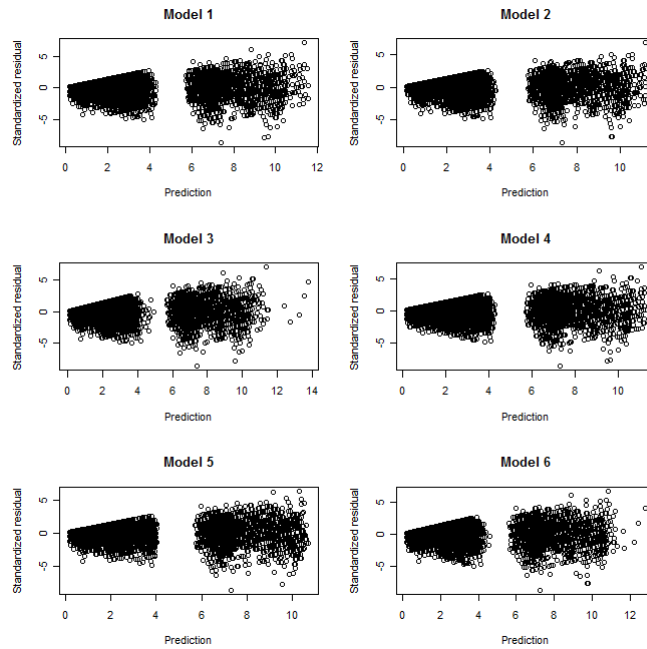 Model 1
Model 2
Standardized residual
5
0
-5
0 2 4 6 8 10 12
Prediction
Standardized residual
5
0
-5
0 2 4 6 8 10
Prediction
Model 3
Model 4
Standardized residual
5
0
-5
0 2 4 6 8 10 12 14
Prediction
Standardized residual
5
0
-5
0 2 4 6 8 10
Prediction
Model 5
Model 6
Standardized residual
5
0
-5
0 2 4 6 8 10
Prediction
Standardized residual
5
0
-5
0 2 4 6 8 10 12
Prediction